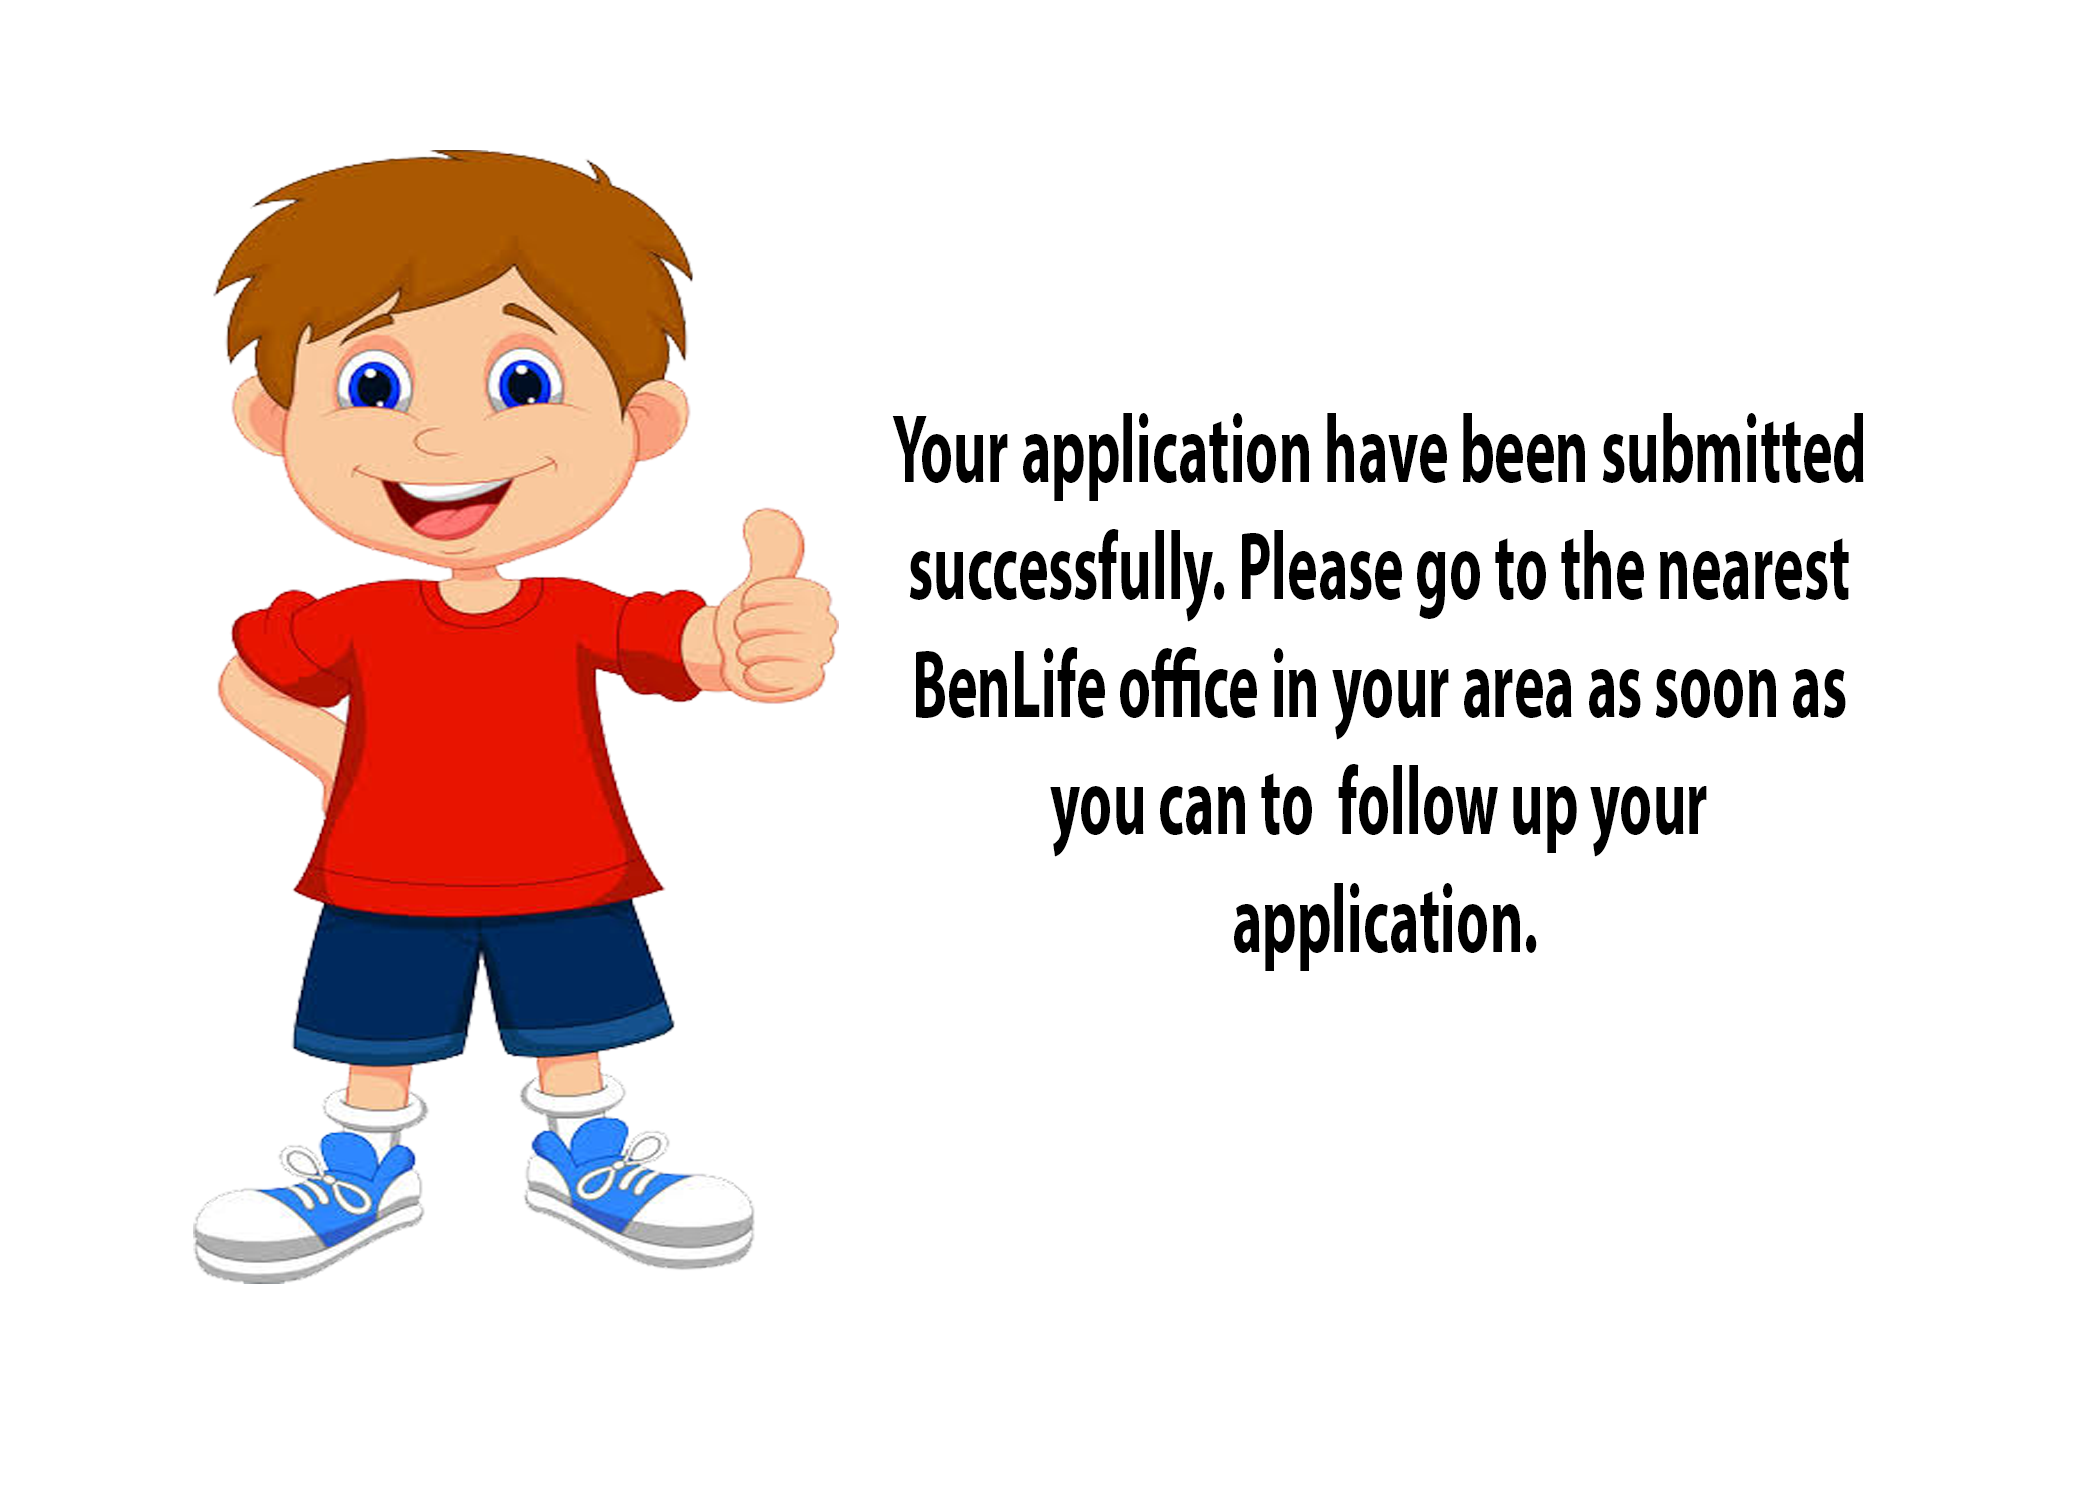 Your application have been submitted
successfully. Please go to the nearest
BenLife office in your area as soon as
you can to  follow up your
application.